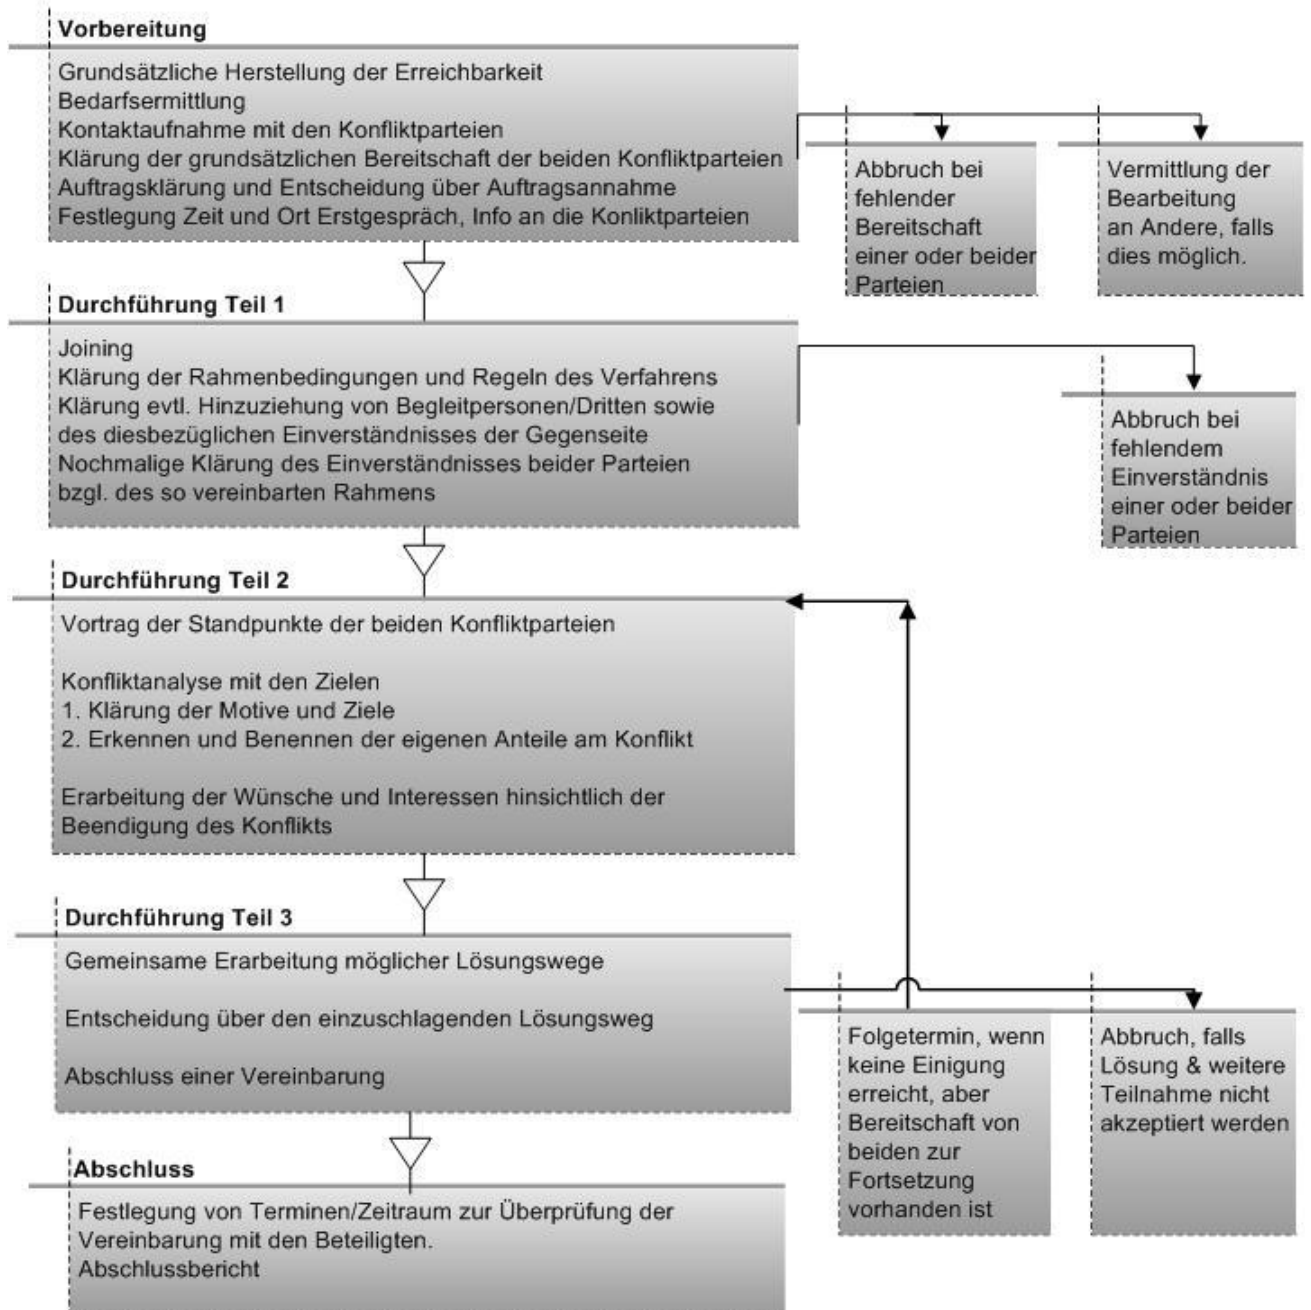 Vorbereitung
Grundsätzliche Herstellung der Erreichbarkeit
Bedarfsermittlung
Kontaktaufnahme mit den Konfliktparteien
Klärung der grundsätzlichen Bereitschaft der beiden Konfliktparteien
Auftragsklärung und Entscheidung über Auftragsannahme
Festlegung Zeit und Ort Erstgespräch, Info an die Konliktparteien
Abbruch bei
fehlender
Bereitschaft
einer oder beider
Parteien
Vermittlung der
Bearbeitung
an Andere, falls
dies möglich.
Durchführung Teil 1
Joining
Klärung der Rahmenbedingungen und Regeln des Verfahrens
Klärung evtl. Hinzuziehung von Begleitpersonen/Dritten sowie
des diesbezüglichen Einverständnisses der Gegenseite
Nochmalige Klärung des Einverständnisses beider Parteien
bzgl. des so vereinbarten Rahmens
Abbruch bei
fehlendem
Einverständnis
einer oder beider
Parteien
Durchführung Teil 2
Vortrag der Standpunkte der beiden Konfliktparteien
Konfliktanalyse mit den Zielen
1. Klärung der Motive und Ziele
2. Erkennen und Benennen der eigenen Anteile am Konflikt
Erarbeitung der Wünsche und Interessen hinsichtlich der
Beendigung des Konflikts
Durchführung Teil 3
Gemeinsame Erarbeitung möglicher Lösungswege
Entscheidung über den einzuschlagenden Lösungsweg
Abschluss einer Vereinbarung
Folgetermin, wenn
keine Einigung
erreicht, aber
Bereitschaft von
beiden zur
Fortsetzung
vorhanden ist
Abbruch, falls
Lösung & weitere
Teilnahme nicht
akzeptiert werden
Abschluss
Festlegung von Terminen/Zeitraum zur Überprüfung der
Vereinbarung mit den Beteiligten.
Abschlussbericht